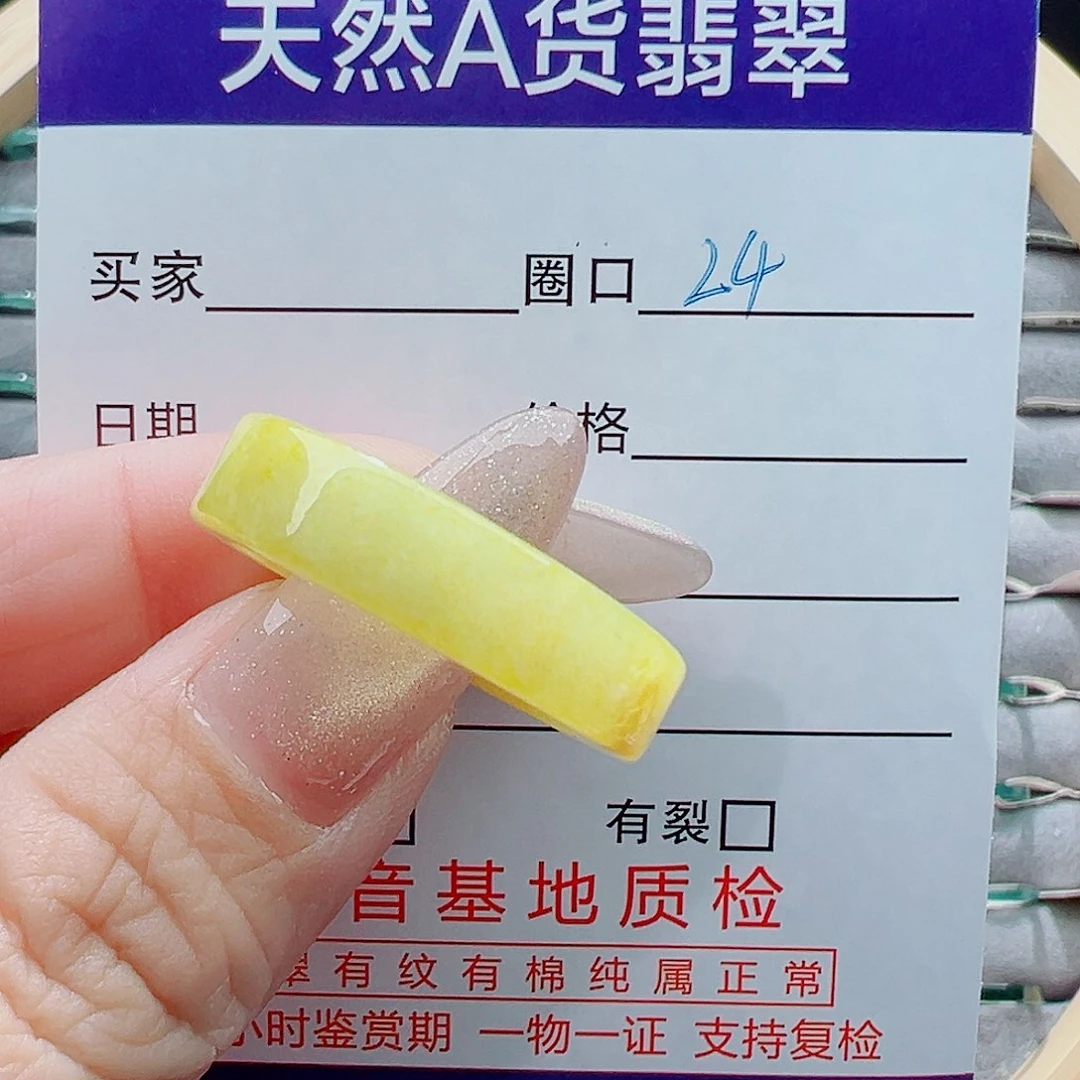 天然A货翡翠
买家 圈口 24
日期 价格
有裂
音基地质检
翠有纹有棉纯属正常
小时鉴赏期 一物一证 支持复检